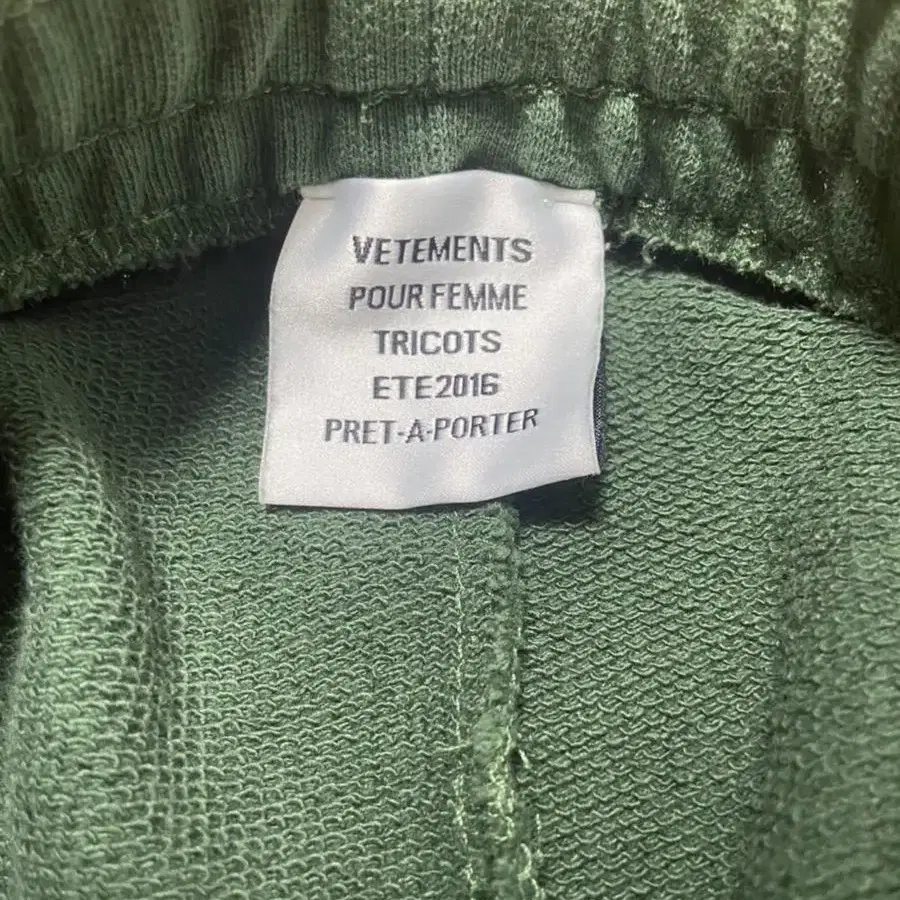 VETEMENTS
POUR FEMME
TRICOTS
ETE2016
PRET-A-PORTER